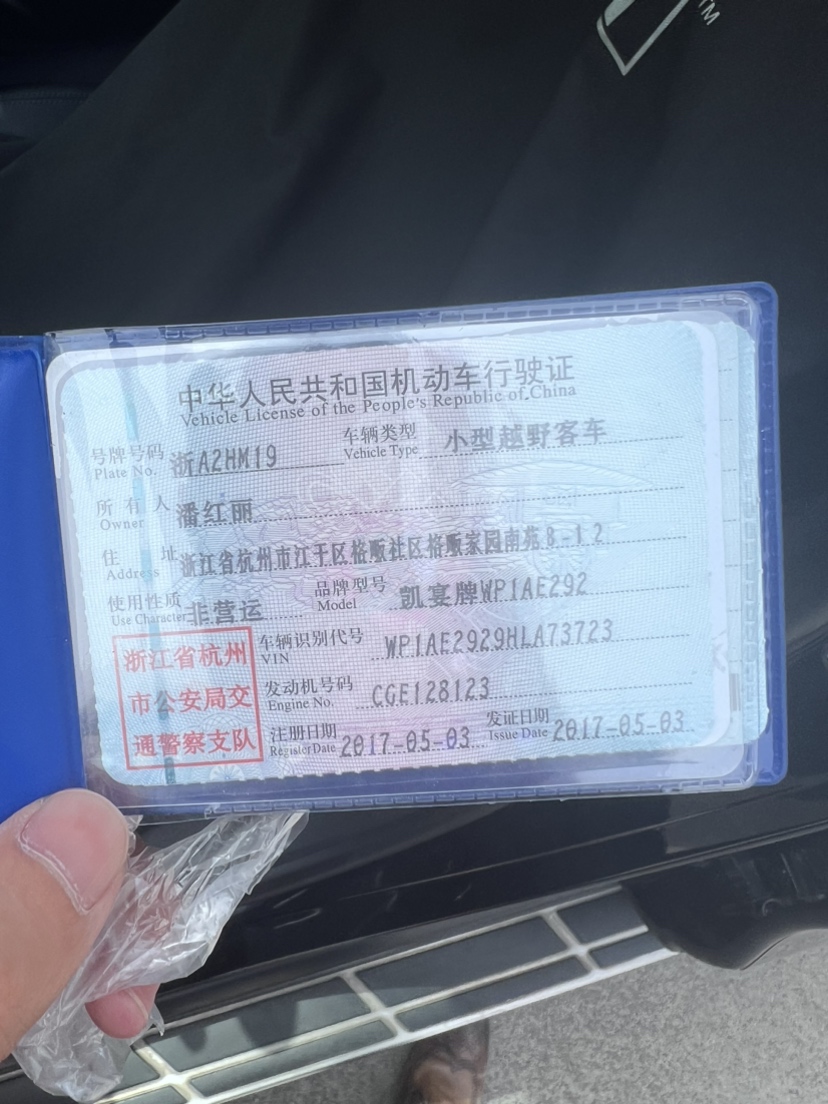 TM
中华人民共和国机动车行驶证
Vehicle License of the People's Republic of China
号牌号码 浙A2HM19 车辆类型 小型越野客车
Plate No. Vehicle Type
所有人 潘红丽
Owner
住址 浙江省杭州市江干区格畈社区格畈家园南苑8-12
Address
使用性质 非营运 品牌型号 凯宴牌WP1AE292
Use Character Model
浙江省杭州
市公安局交
通警察支队
车辆识别代号 WP1AE2929HLA73723
VIN
发动机号码 CGE128123
Engine No.
注册日期 2017-05-03 发证日期 2017-05-03
Register Date Issue Date